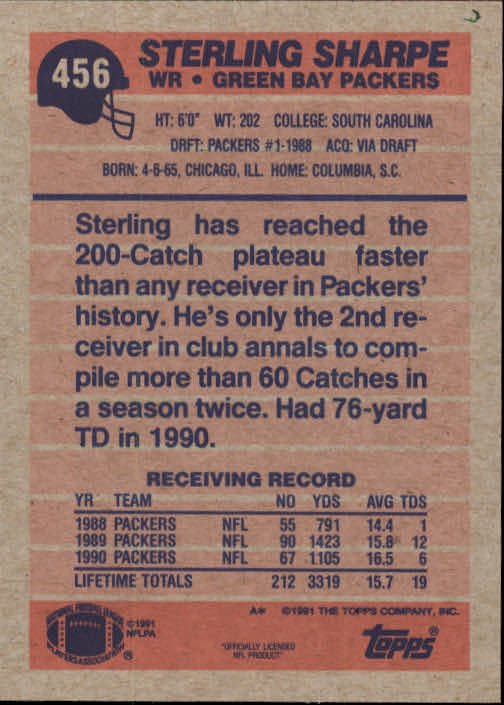 456
STERLING SHARPE
WR • GREEN BAY PACKERS
HT: 6'0" WT: 202 COLLEGE: SOUTH CAROLINA
DRFT: PACKERS #1-1988 ACQ: VIA DRAFT
BORN: 4-6-65, CHICAGO, ILL. HOME: COLUMBIA, S.C.
Sterling has reached the
200-Catch plateau faster
than any receiver in Packers'
history. He's only the 2nd re-
ceiver in club annals to com-
pile more than 60 Catches in
a season twice. Had 76-yard
TD in 1990.
RECEIVING RECORD
YR TEAM NO YDS AVG TDS
1988 PACKERS NFL 55 791 14.4 1
1989 PACKERS NFL 90 1423 15.8 12
1990 PACKERS NFL 67 1105 16.5 6
LIFETIME TOTALS 212 3319 15.7 19
A* ©1991 THE TOPPS COMPANY, INC.
NATIONAL FOOTBALL LEAGUE
PLAYERS ASSOCIATION
®
©1991
NFLPA
"OFFICIALLY LICENSED
NFL PRODUCT"
Topps®